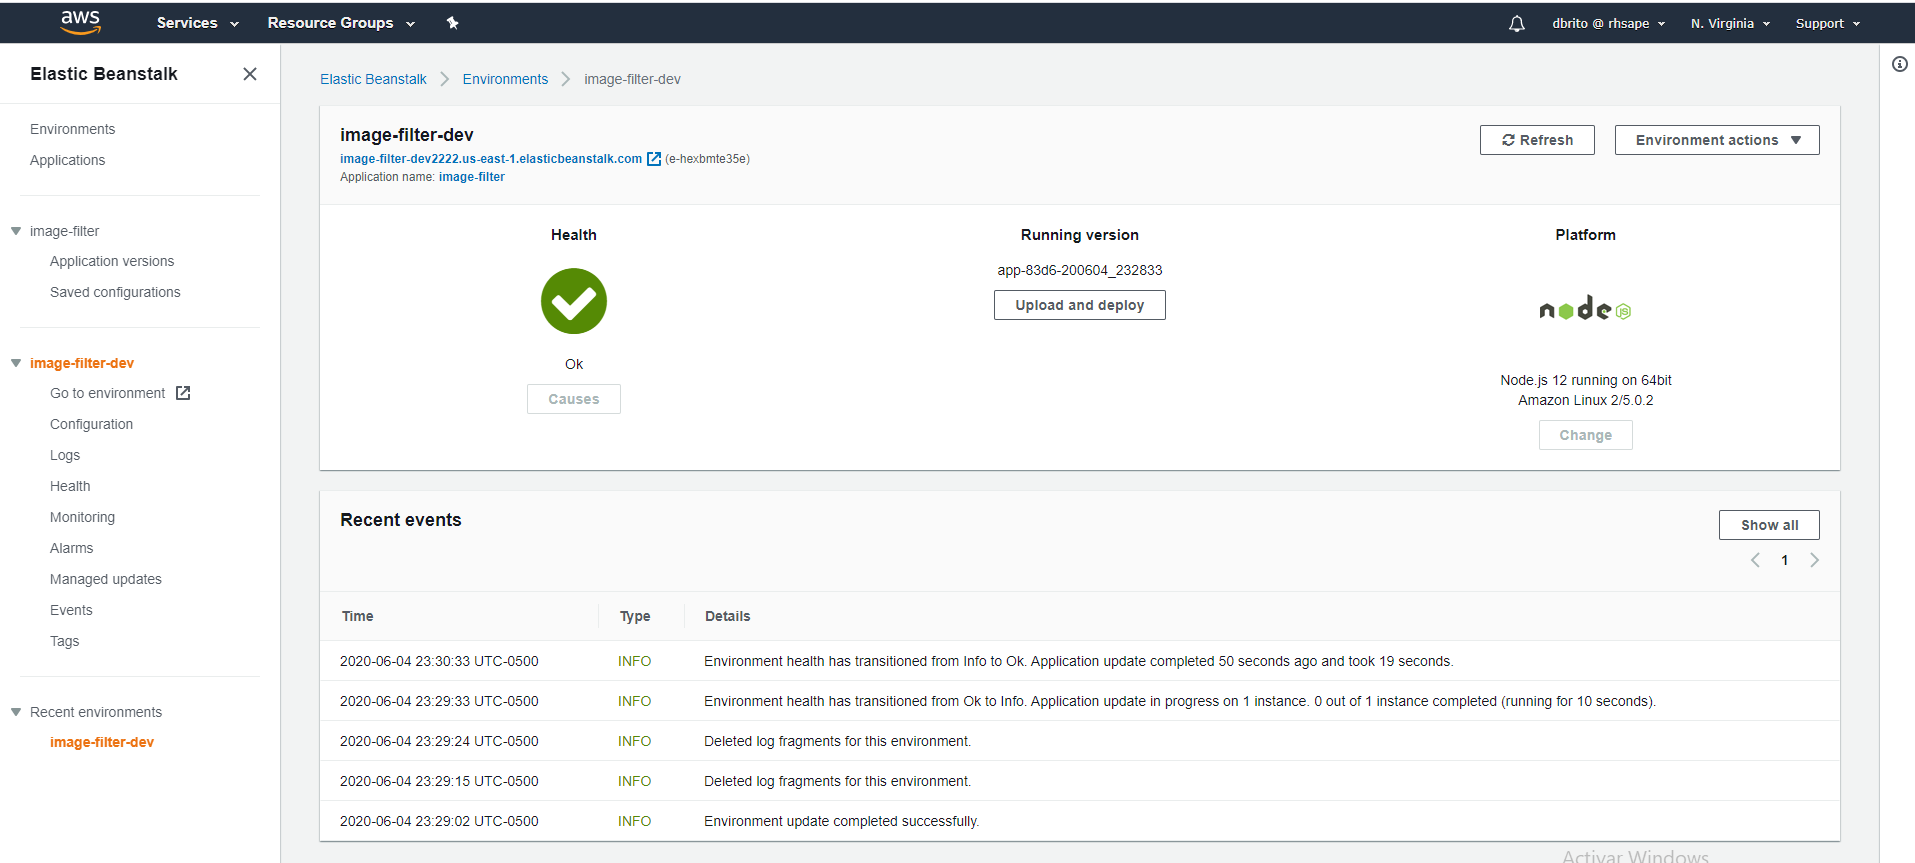 aws
Services
Resource Groups
dbrito @ rhsape
N. Virginia
Support
Elastic Beanstalk
Environments
Applications
image-filter
Application versions
Saved configurations
image-filter-dev
Go to environment
Configuration
Logs
Health
Monitoring
Alarms
Managed updates
Events
Tags
Recent environments
image-filter-dev
Elastic Beanstalk > Environments > image-filter-dev
image-filter-dev
image-filter-dev2222.us-east-1.elasticbeanstalk.com (e-hexbmte35e)
Application name: image-filter
Refresh
Environment actions
Health
Ok
Causes
Running version
app-83d6-200604_232833
Upload and deploy
Platform
node JS
Node.js 12 running on 64bit
Amazon Linux 2/5.0.2
Change
Recent events
Show all
1
Time Type Details
2020-06-04 23:30:33 UTC-0500 INFO Environment health has transitioned from Info to Ok. Application update completed 50 seconds ago and took 19 seconds.
2020-06-04 23:29:33 UTC-0500 INFO Environment health has transitioned from Ok to Info. Application update in progress on 1 instance. 0 out of 1 instance completed (running for 10 seconds).
2020-06-04 23:29:24 UTC-0500 INFO Deleted log fragments for this environment.
2020-06-04 23:29:15 UTC-0500 INFO Deleted log fragments for this environment.
2020-06-04 23:29:02 UTC-0500 INFO Environment update completed successfully.
Activar Windows